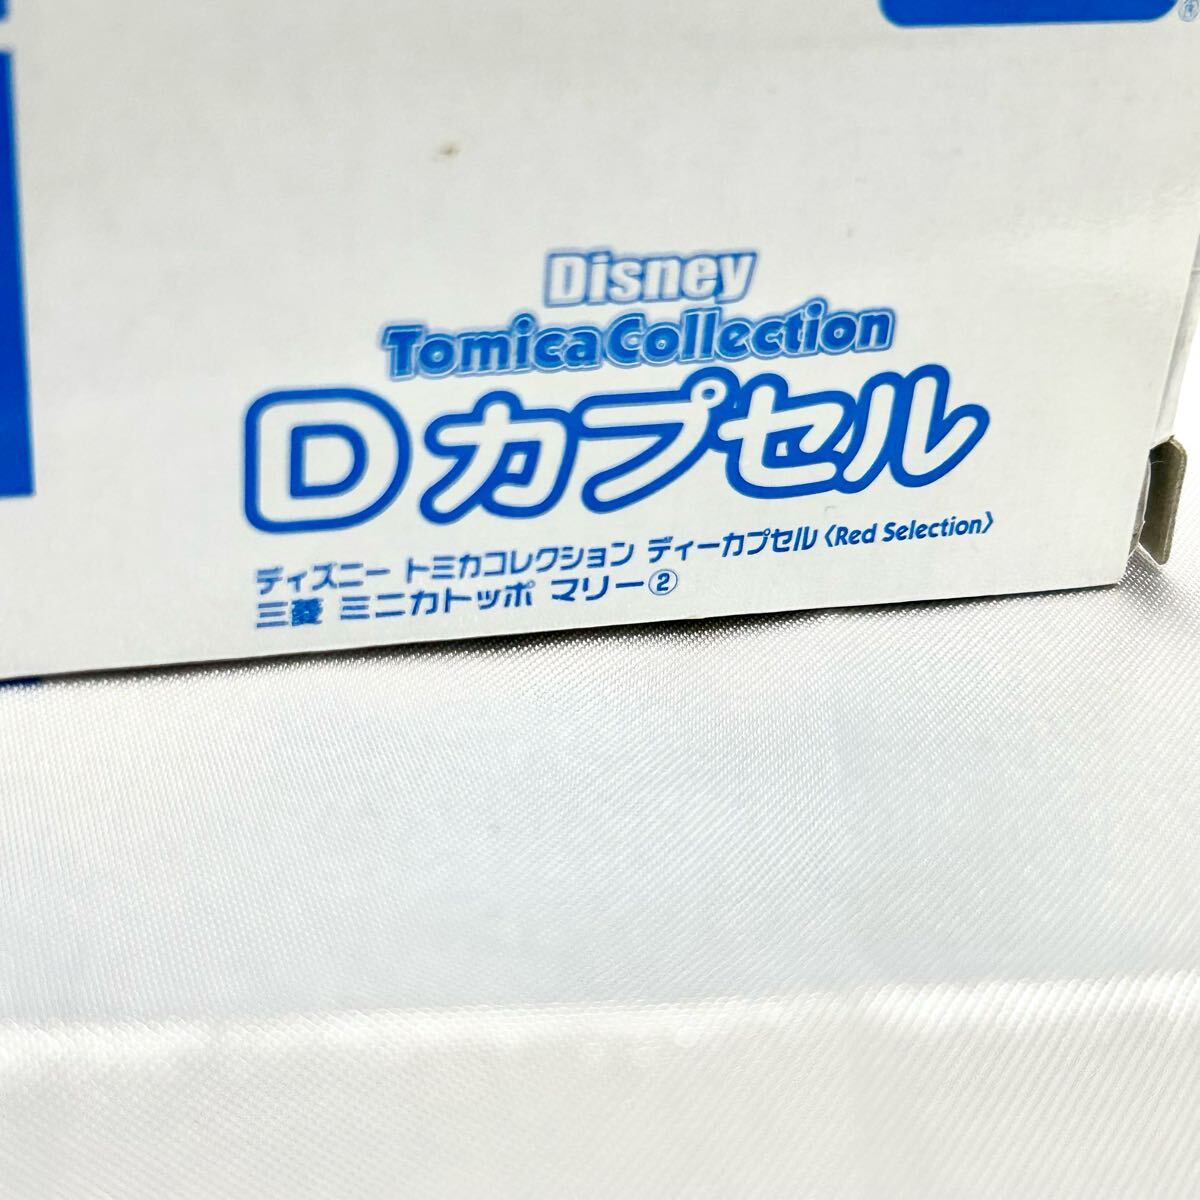 Disney
Tomica Collection
Dカプセル
ディズニー トミカコレクション ディーカプセル〈Red Selection〉
三菱 ミニカトッポ マリー②